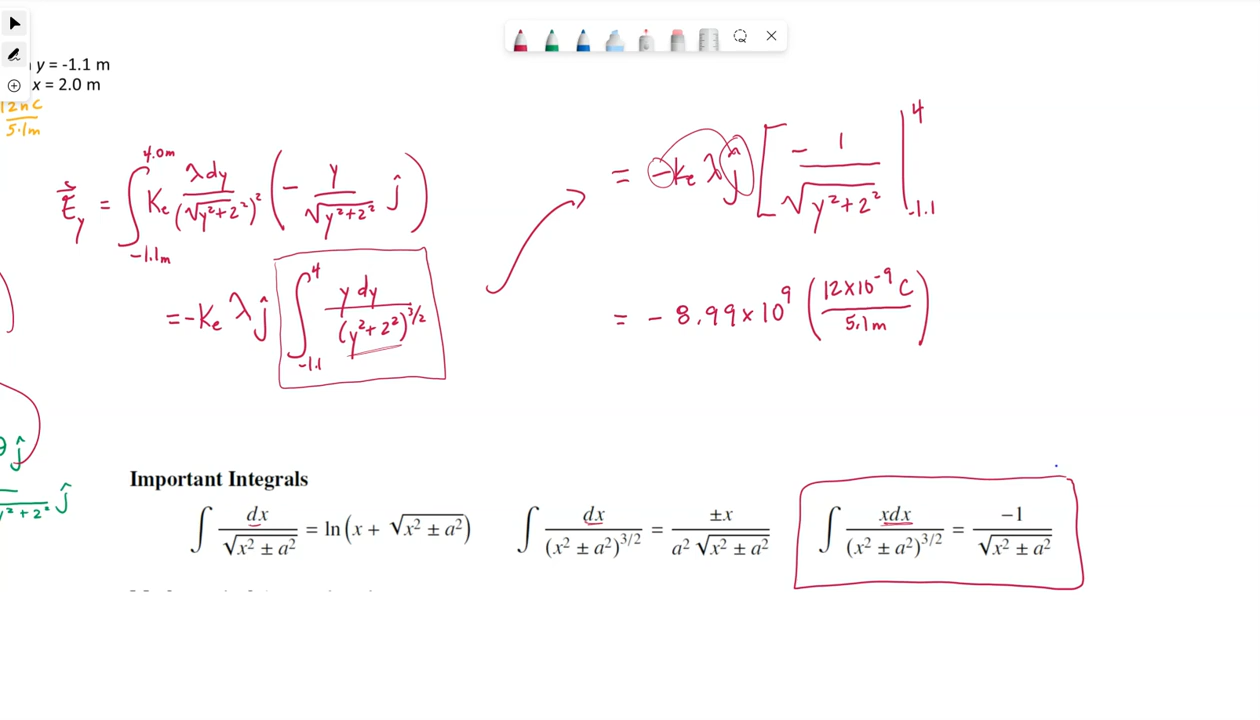 y = -1.1 m
x = 2.0 m
12nC
5.1m
E⃗_y = ∫_{-1.1m}^{4.0m} K_e λdy/(√(y²+2²))² (- y/√(y²+2²) ĵ)
= -K_e λ ĵ ∫_{-1.1}^{4} y dy/(y²+2²)^{3/2}
= -k_e λ ĵ [- 1/√(y²+2²)]|_{-1.1}^{4}
= - 8.99×10⁹ (12×10⁻⁹ C/5.1m)
θ ĵ
y²+2² ĵ
Important Integrals
∫ dx/√(x² ± a²) = ln(x + √(x² ± a²))
∫ dx/(x² ± a²)^{3/2} = ±x/(a² √(x² ± a²))
∫ xdx/(x² ± a²)^{3/2} = -1/√(x² ± a²)